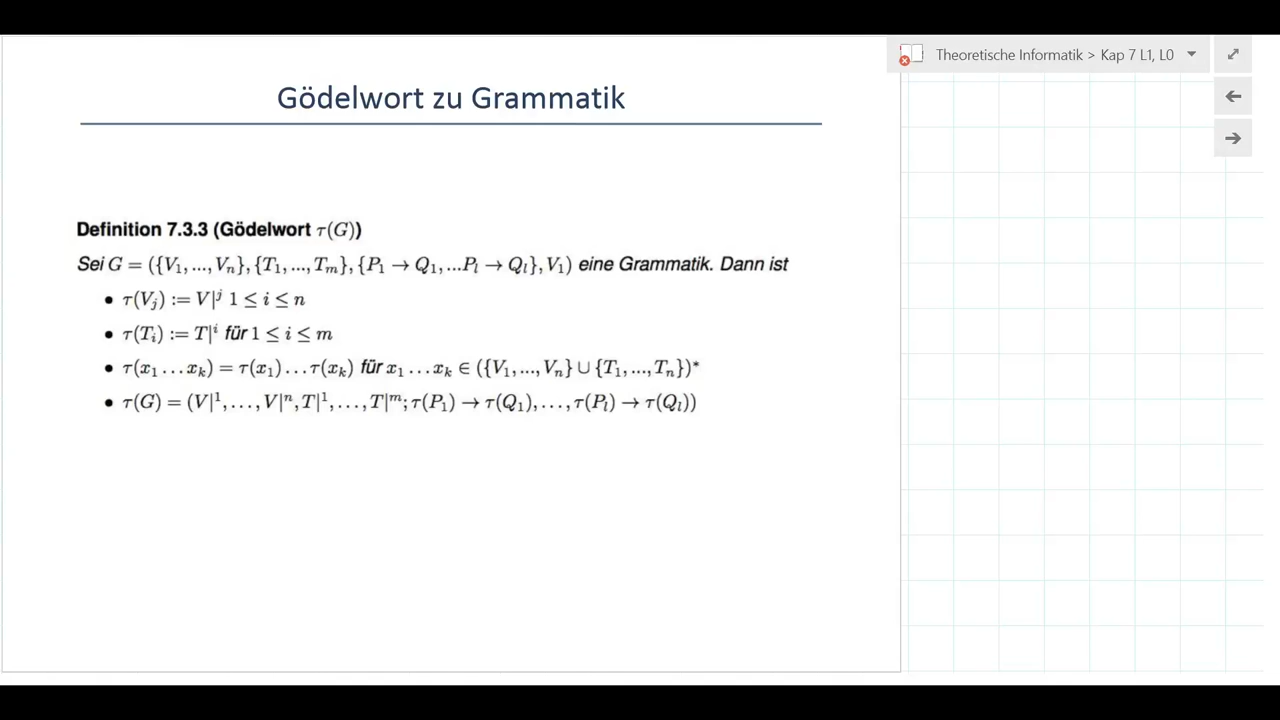 Theoretische Informatik > Kap 7 L1, L0
Gödelwort zu Grammatik
Definition 7.3.3 (Gödelwort τ(G))
Sei G = ({V₁, ..., Vₙ}, {T₁, ..., Tₘ}, {P₁ → Q₁, ...Pₗ → Qₗ}, V₁) eine Grammatik. Dann ist
• τ(Vⱼ) := V|ʲ 1 ≤ i ≤ n
• τ(Tᵢ) := T|ⁱ für 1 ≤ i ≤ m
• τ(x₁ . . . xₖ) = τ(x₁) . . . τ(xₖ) für x₁ . . . xₖ ∈ ({V₁, ..., Vₙ} ∪ {T₁, ..., Tₙ})*
• τ(G) = (V|¹, . . . , V|ⁿ, T|¹, . . . , T|ᵐ; τ(P₁) → τ(Q₁), . . . , τ(Pₗ) → τ(Qₗ))